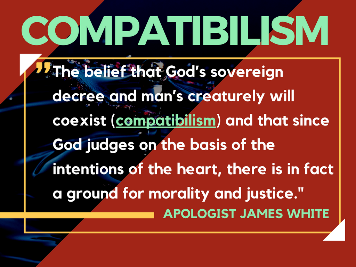 COMPATIBILISM
”The belief that God's sovereign
decree and man's creaturely will
coexist (compatibilism) and that since
God judges on the basis of the
intentions of the heart, there is in fact
a ground for morality and justice."
APOLOGIST JAMES WHITE